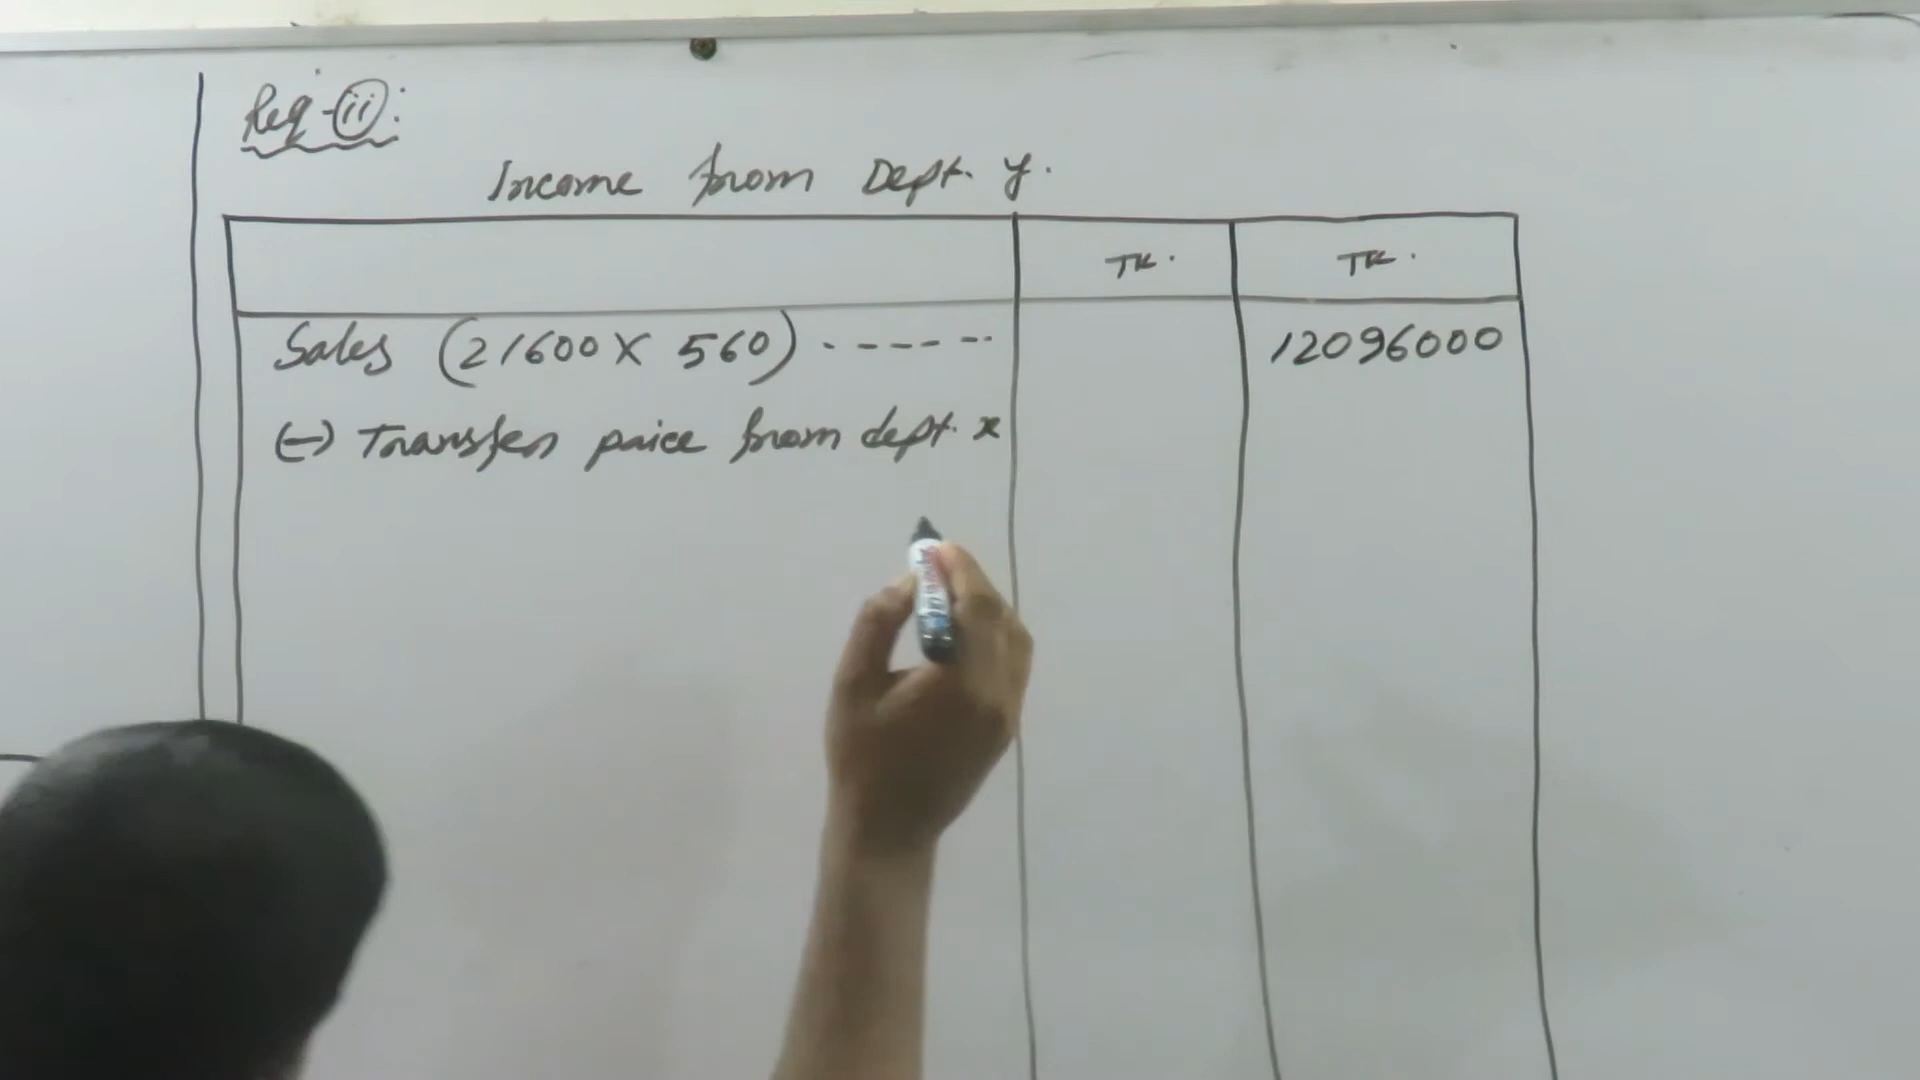 Req-ii:
Income from Dept. y.
TK. TK.
Sales (21600 X 560) ------ 12096000
(-) Transfer price from dept. x